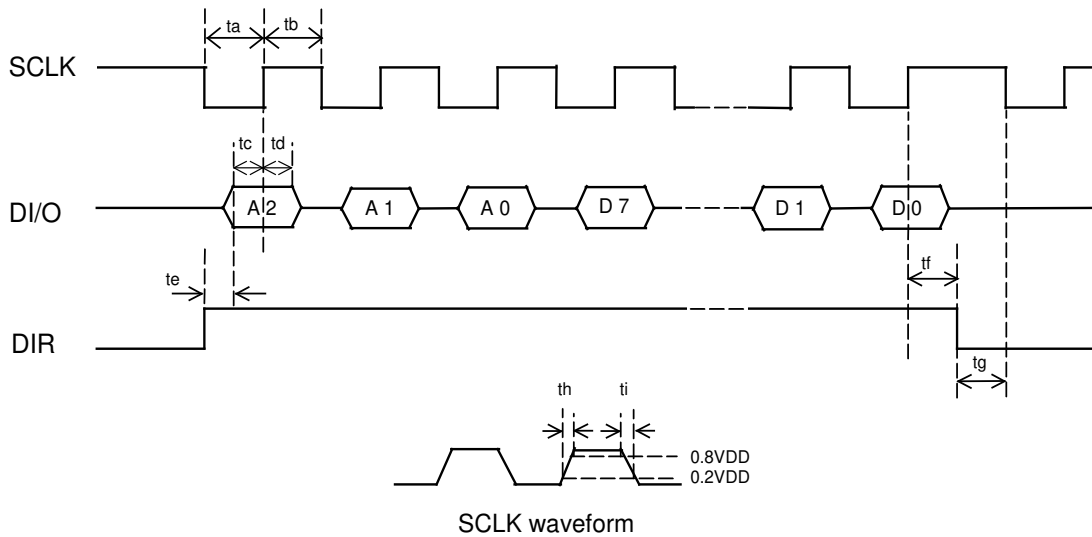 ta tb
SCLK
tc td
DI/O A 2 A 1 A 0 D 7 D 1 D 0
te tf
DIR
tg
th ti
0.8VDD
0.2VDD
SCLK waveform